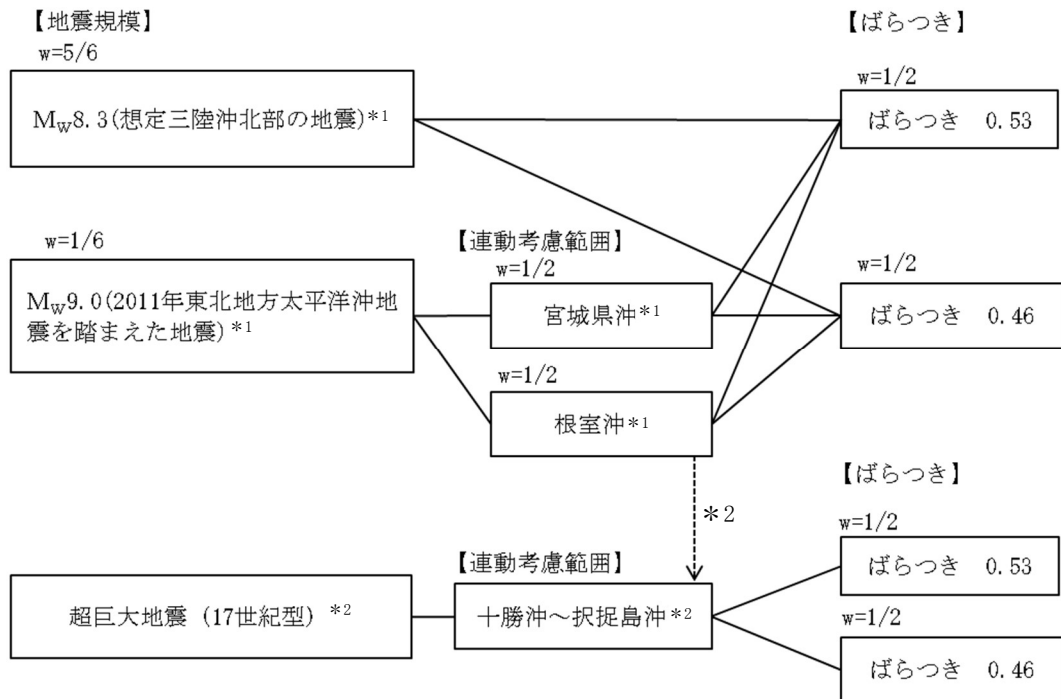 【地震規模】
【ばらつき】
w=5/6
w=1/2
MW8.3(想定三陸沖北部の地震)*1
ばらつき 0.53
w=1/6
【連動考慮範囲】
w=1/2
w=1/2
MW9.0(2011年東北地方太平洋沖地
震を踏まえた地震)*1
宮城県沖*1
ばらつき 0.46
w=1/2
根室沖*1
*2
【ばらつき】
w=1/2
【連動考慮範囲】
ばらつき 0.53
超巨大地震 (17世紀型) *2
十勝沖~択捉島沖*2
w=1/2
ばらつき 0.46